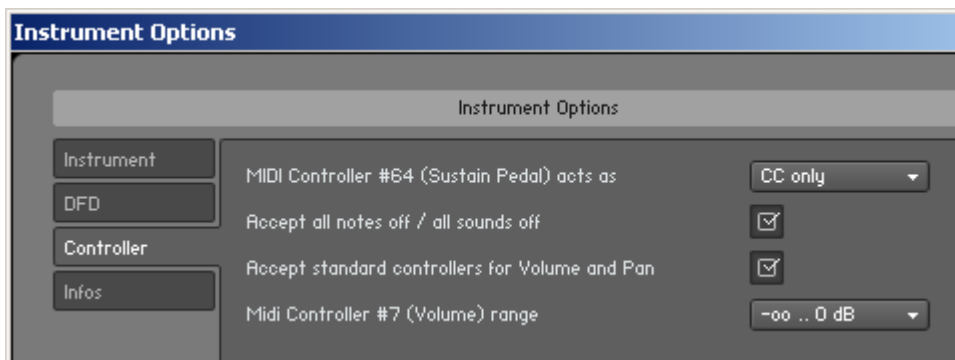 Instrument Options
Instrument Options
Instrument
DFD
Controller
Infos
MIDI Controller #64 (Sustain Pedal) acts as CC only
Accept all notes off / all sounds off
Accept standard controllers for Volume and Pan
Midi Controller #7 (Volume) range -oo .. 0 dB